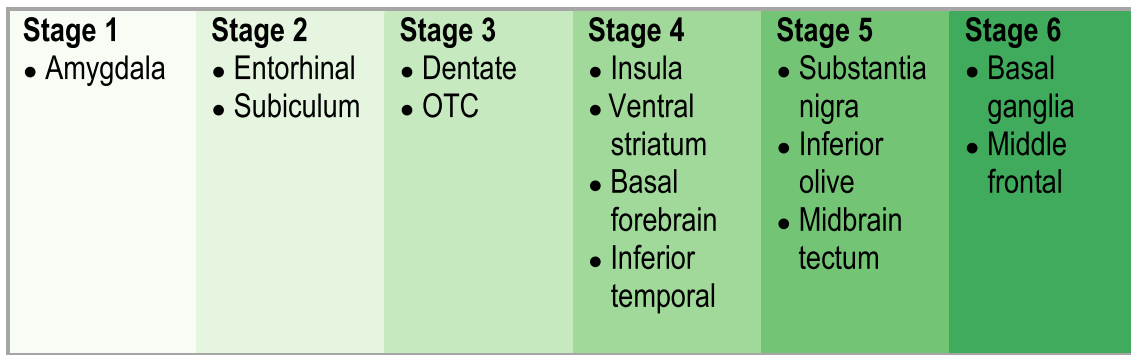 Stage 1
● Amygdala
Stage 2
● Entorhinal
● Subiculum
Stage 3
● Dentate
● OTC
Stage 4
● Insula
● Ventral
striatum
● Basal
forebrain
● Inferior
temporal
Stage 5
● Substantia
nigra
● Inferior
olive
● Midbrain
tectum
Stage 6
● Basal
ganglia
● Middle
frontal